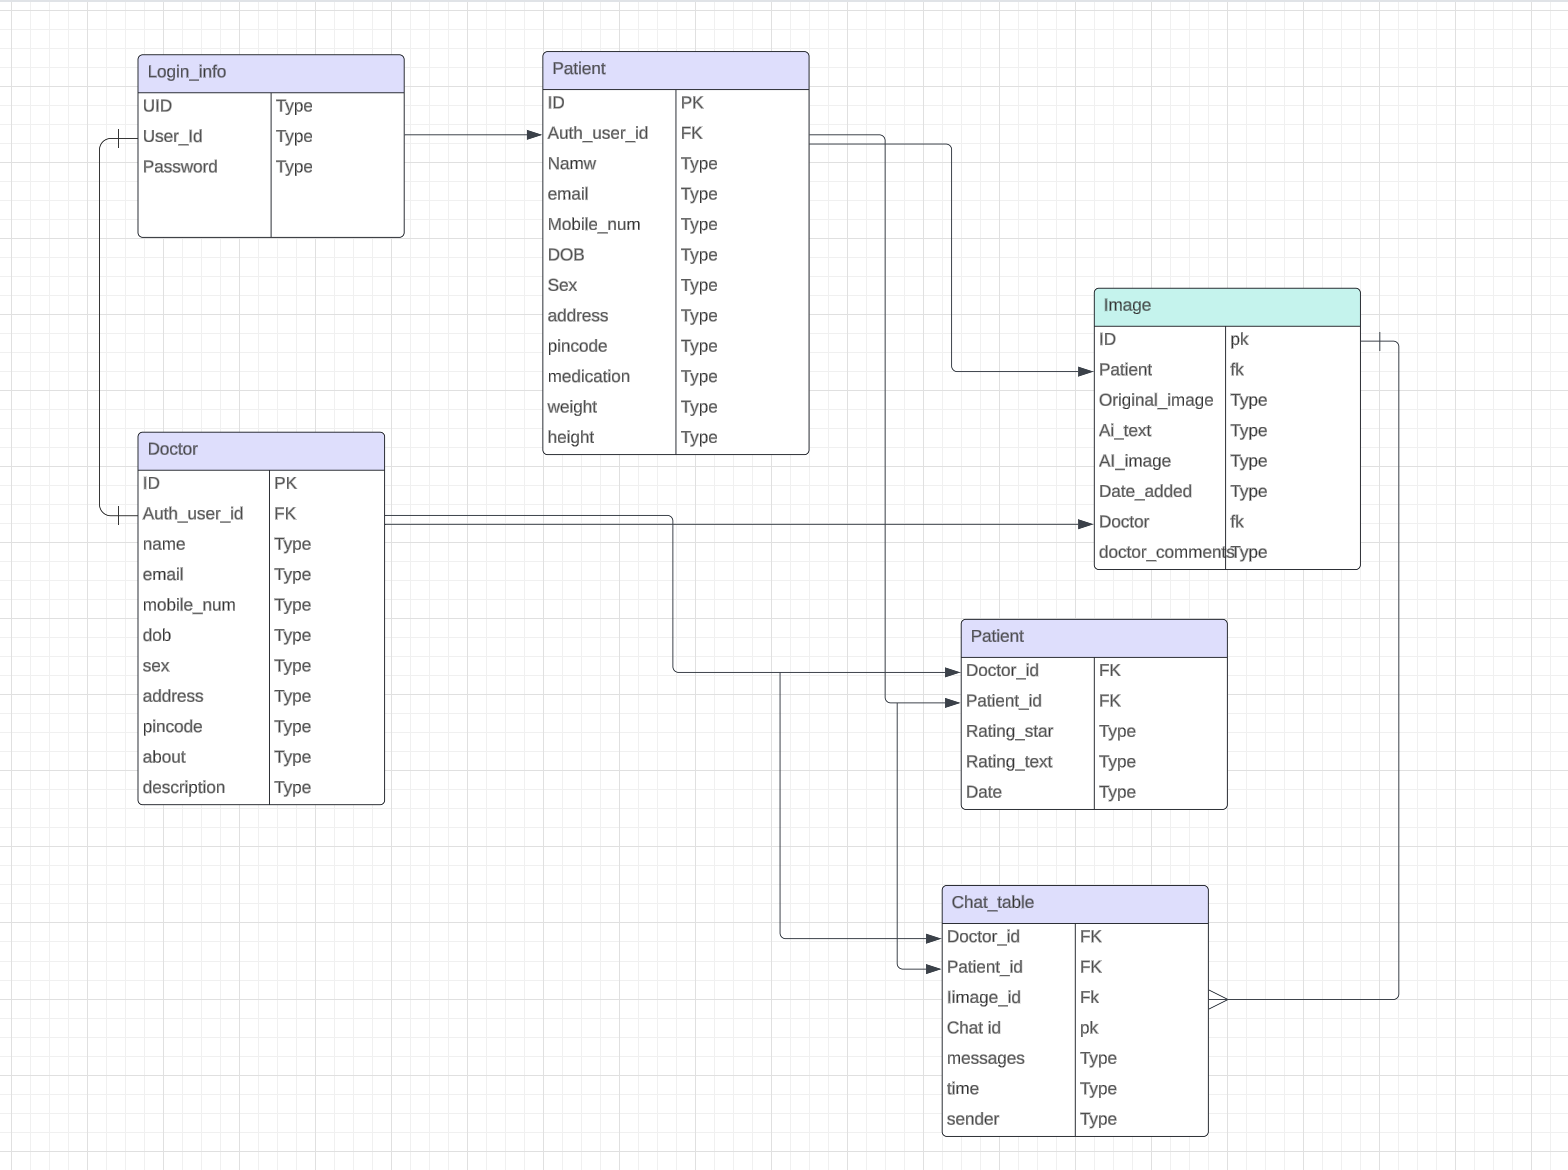 Login_info
UID Type
User_Id Type
Password Type
Patient
ID PK
Auth_user_id FK
Namw Type
email Type
Mobile_num Type
DOB Type
Sex Type
address Type
pincode Type
medication Type
weight Type
height Type
Image
ID pk
Patient fk
Original_image Type
Ai_text Type
AI_image Type
Date_added Type
Doctor fk
doctor_comments Type
Doctor
ID PK
Auth_user_id FK
name Type
email Type
mobile_num Type
dob Type
sex Type
address Type
pincode Type
about Type
description Type
Patient
Doctor_id FK
Patient_id FK
Rating_star Type
Rating_text Type
Date Type
Chat_table
Doctor_id FK
Patient_id FK
Iimage_id Fk
Chat id pk
messages Type
time Type
sender Type